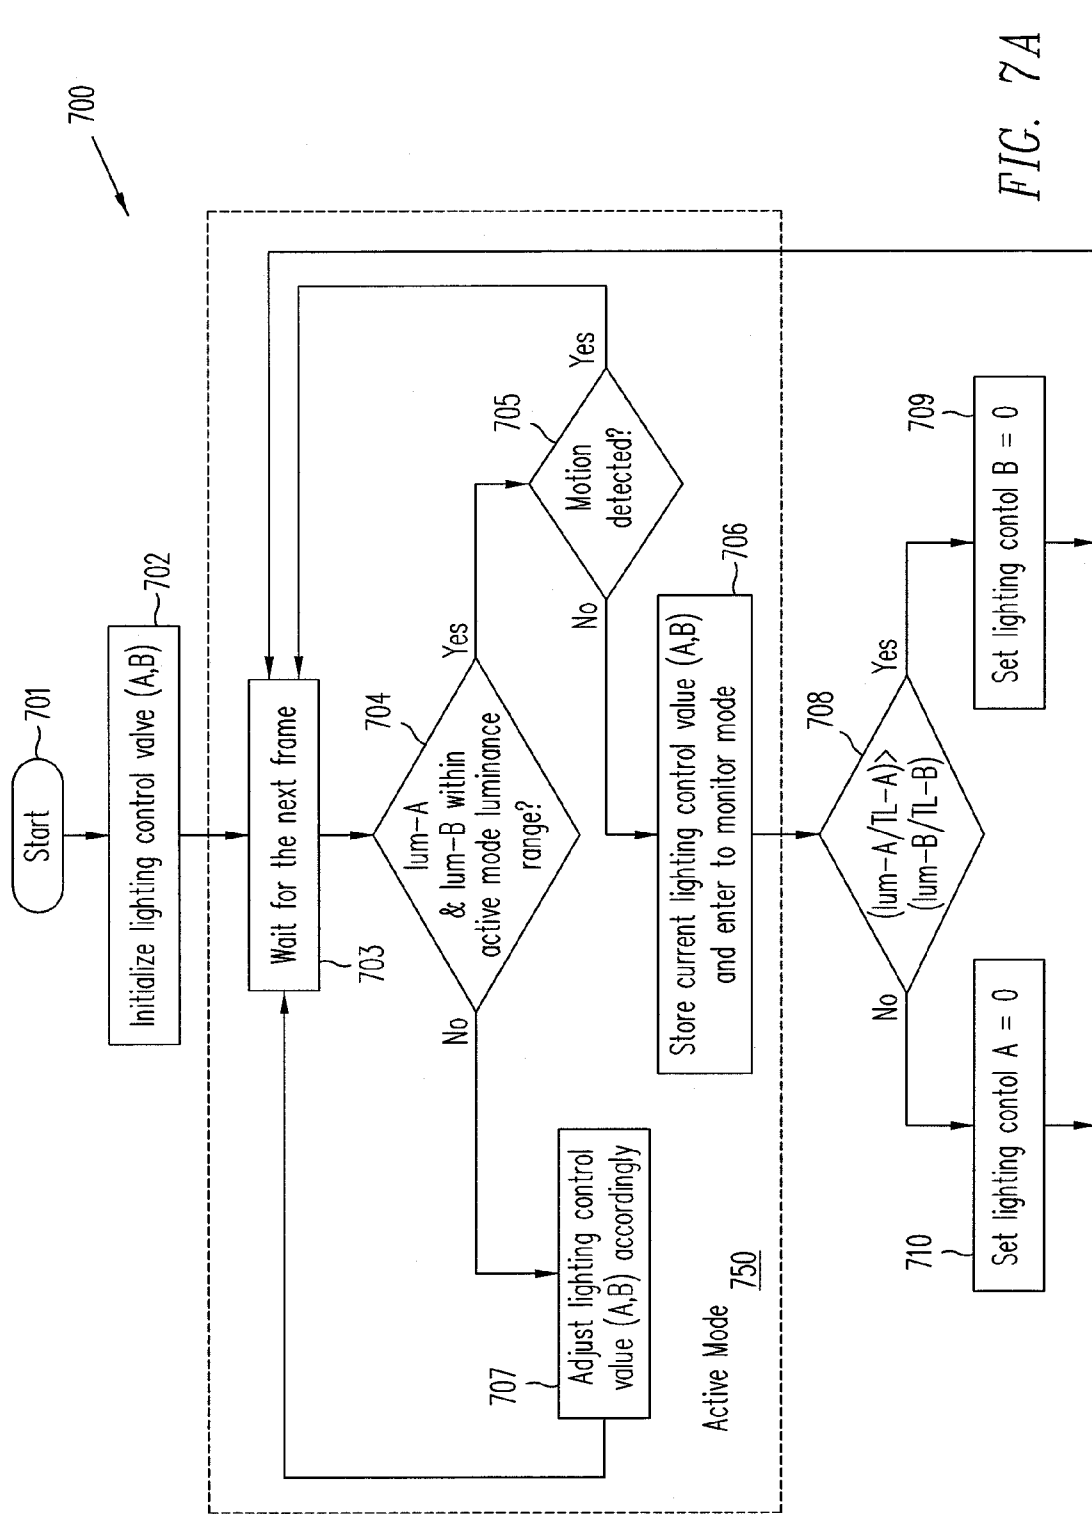 700
Start
701
Initialize lighting control valve (A,B)
702
Wait for the next frame
703
lum-A
& lum-B within
active mode luminance
range?
704
Yes
No
Motion
detected?
705
Yes
No
Adjust lighting control
value (A,B) accordingly
707
Store current lighting control value (A,B)
and enter to monitor mode
706
Active Mode
750
(lum-A/TL-A)>
(lum-B/TL-B)
708
Yes
No
Set lighting contol B = 0
709
Set lighting contol A = 0
710
FIG. 7A